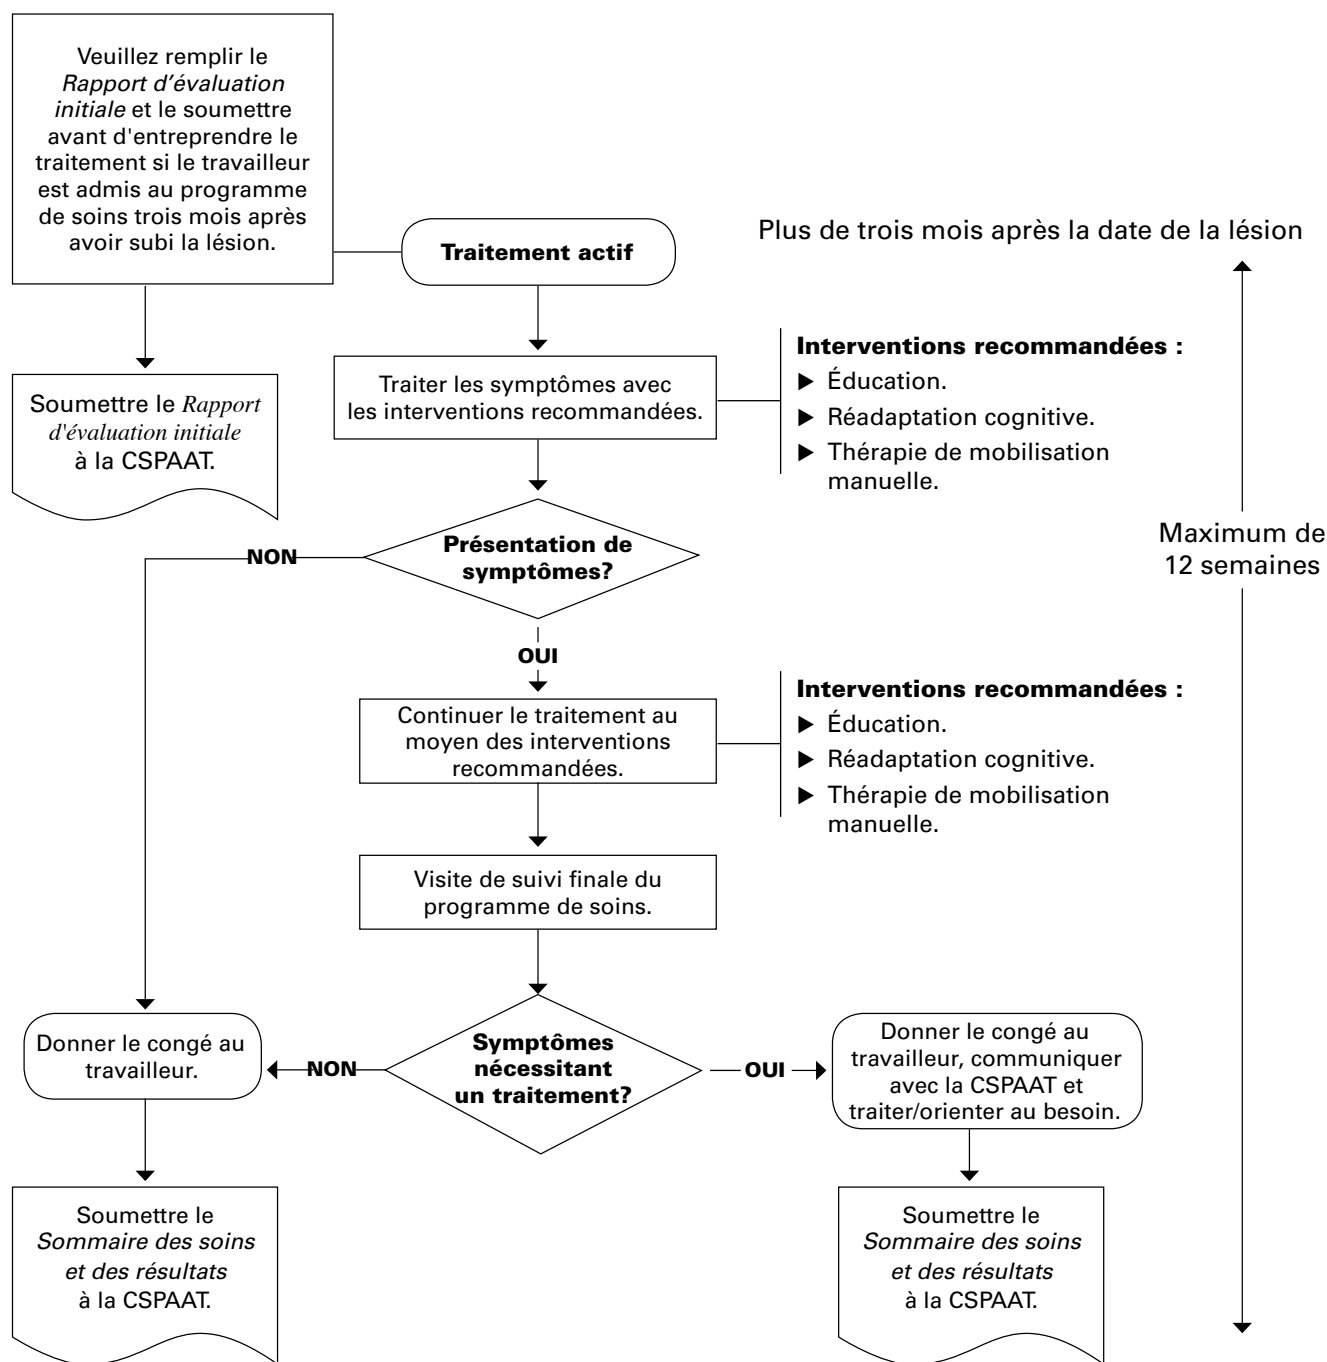 Veuillez remplir le
Rapport d’évaluation
initiale et le soumettre
avant d'entreprendre le
traitement si le travailleur
est admis au programme
de soins trois mois après
avoir subi la lésion.
Traitement actif
Plus de trois mois après la date de la lésion
Soumettre le Rapport
d'évaluation initiale
à la CSPAAT.
Traiter les symptômes avec
les interventions recommandées.
Interventions recommandées :
▶ Éducation.
▶ Réadaptation cognitive.
▶ Thérapie de mobilisation
manuelle.
Présentation de
symptômes?
NON
OUI
Maximum de
12 semaines
Continuer le traitement au
moyen des interventions
recommandées.
Interventions recommandées :
▶ Éducation.
▶ Réadaptation cognitive.
▶ Thérapie de mobilisation
manuelle.
Visite de suivi finale du
programme de soins.
Symptômes
nécessitant
un traitement?
NON
OUI
Donner le congé au
travailleur.
Donner le congé au
travailleur, communiquer
avec la CSPAAT et
traiter/orienter au besoin.
Soumettre le
Sommaire des soins
et des résultats
à la CSPAAT.
Soumettre le
Sommaire des soins
et des résultats
à la CSPAAT.